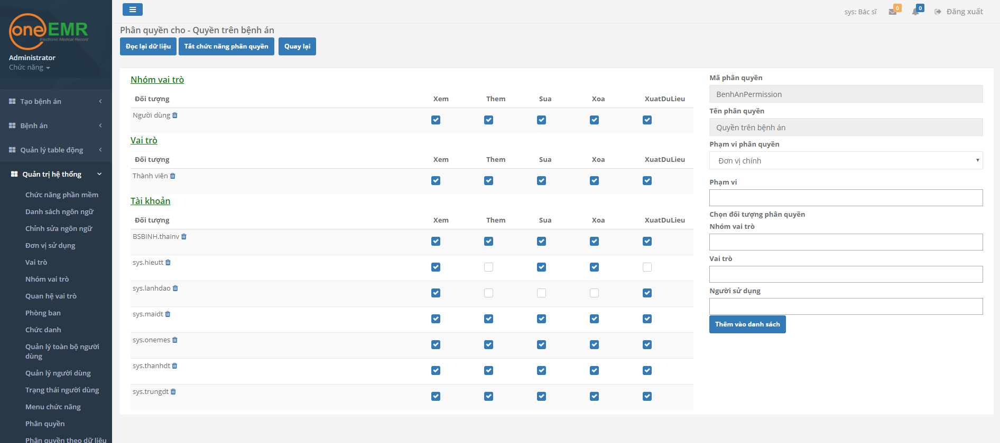 oneEMR
Electronic Medical Record
Administrator
Chức năng
Tạo bệnh án
Bệnh án
Quản lý table động
Quản trị hệ thống
Chức năng phần mềm
Danh sách ngôn ngữ
Chỉnh sửa ngôn ngữ
Đơn vị sử dụng
Vai trò
Nhóm vai trò
Quan hệ vai trò
Phòng ban
Chức danh
Quản lý toàn bộ người
dùng
Quản lý người dùng
Trạng thái người dùng
Menu chức năng
Phân quyền
Phân quyền theo dữ liệu
sys: Bác sĩ
0
0
Đăng xuất
Phân quyền cho - Quyền trên bệnh án
Đọc lại dữ liệu
Tắt chức năng phân quyền
Quay lại
Nhóm vai trò
Đối tượng Xem Them Sua Xoa XuatDuLieu
Người dùng
Vai trò
Đối tượng Xem Them Sua Xoa XuatDuLieu
Thành viên
Tài khoản
Đối tượng Xem Them Sua Xoa XuatDuLieu
BSBINH.thainv
sys.hieutt
sys.lanhdao
sys.maidt
sys.onemes
sys.thanhdt
sys.trungdt
Mã phân quyền
BenhAnPermission
Tên phân quyền
Quyền trên bệnh án
Phạm vi phân quyền
Đơn vị chính
Phạm vi
Chọn đối tượng phân quyền
Nhóm vai trò
Vai trò
Người sử dụng
Thêm vào danh sách